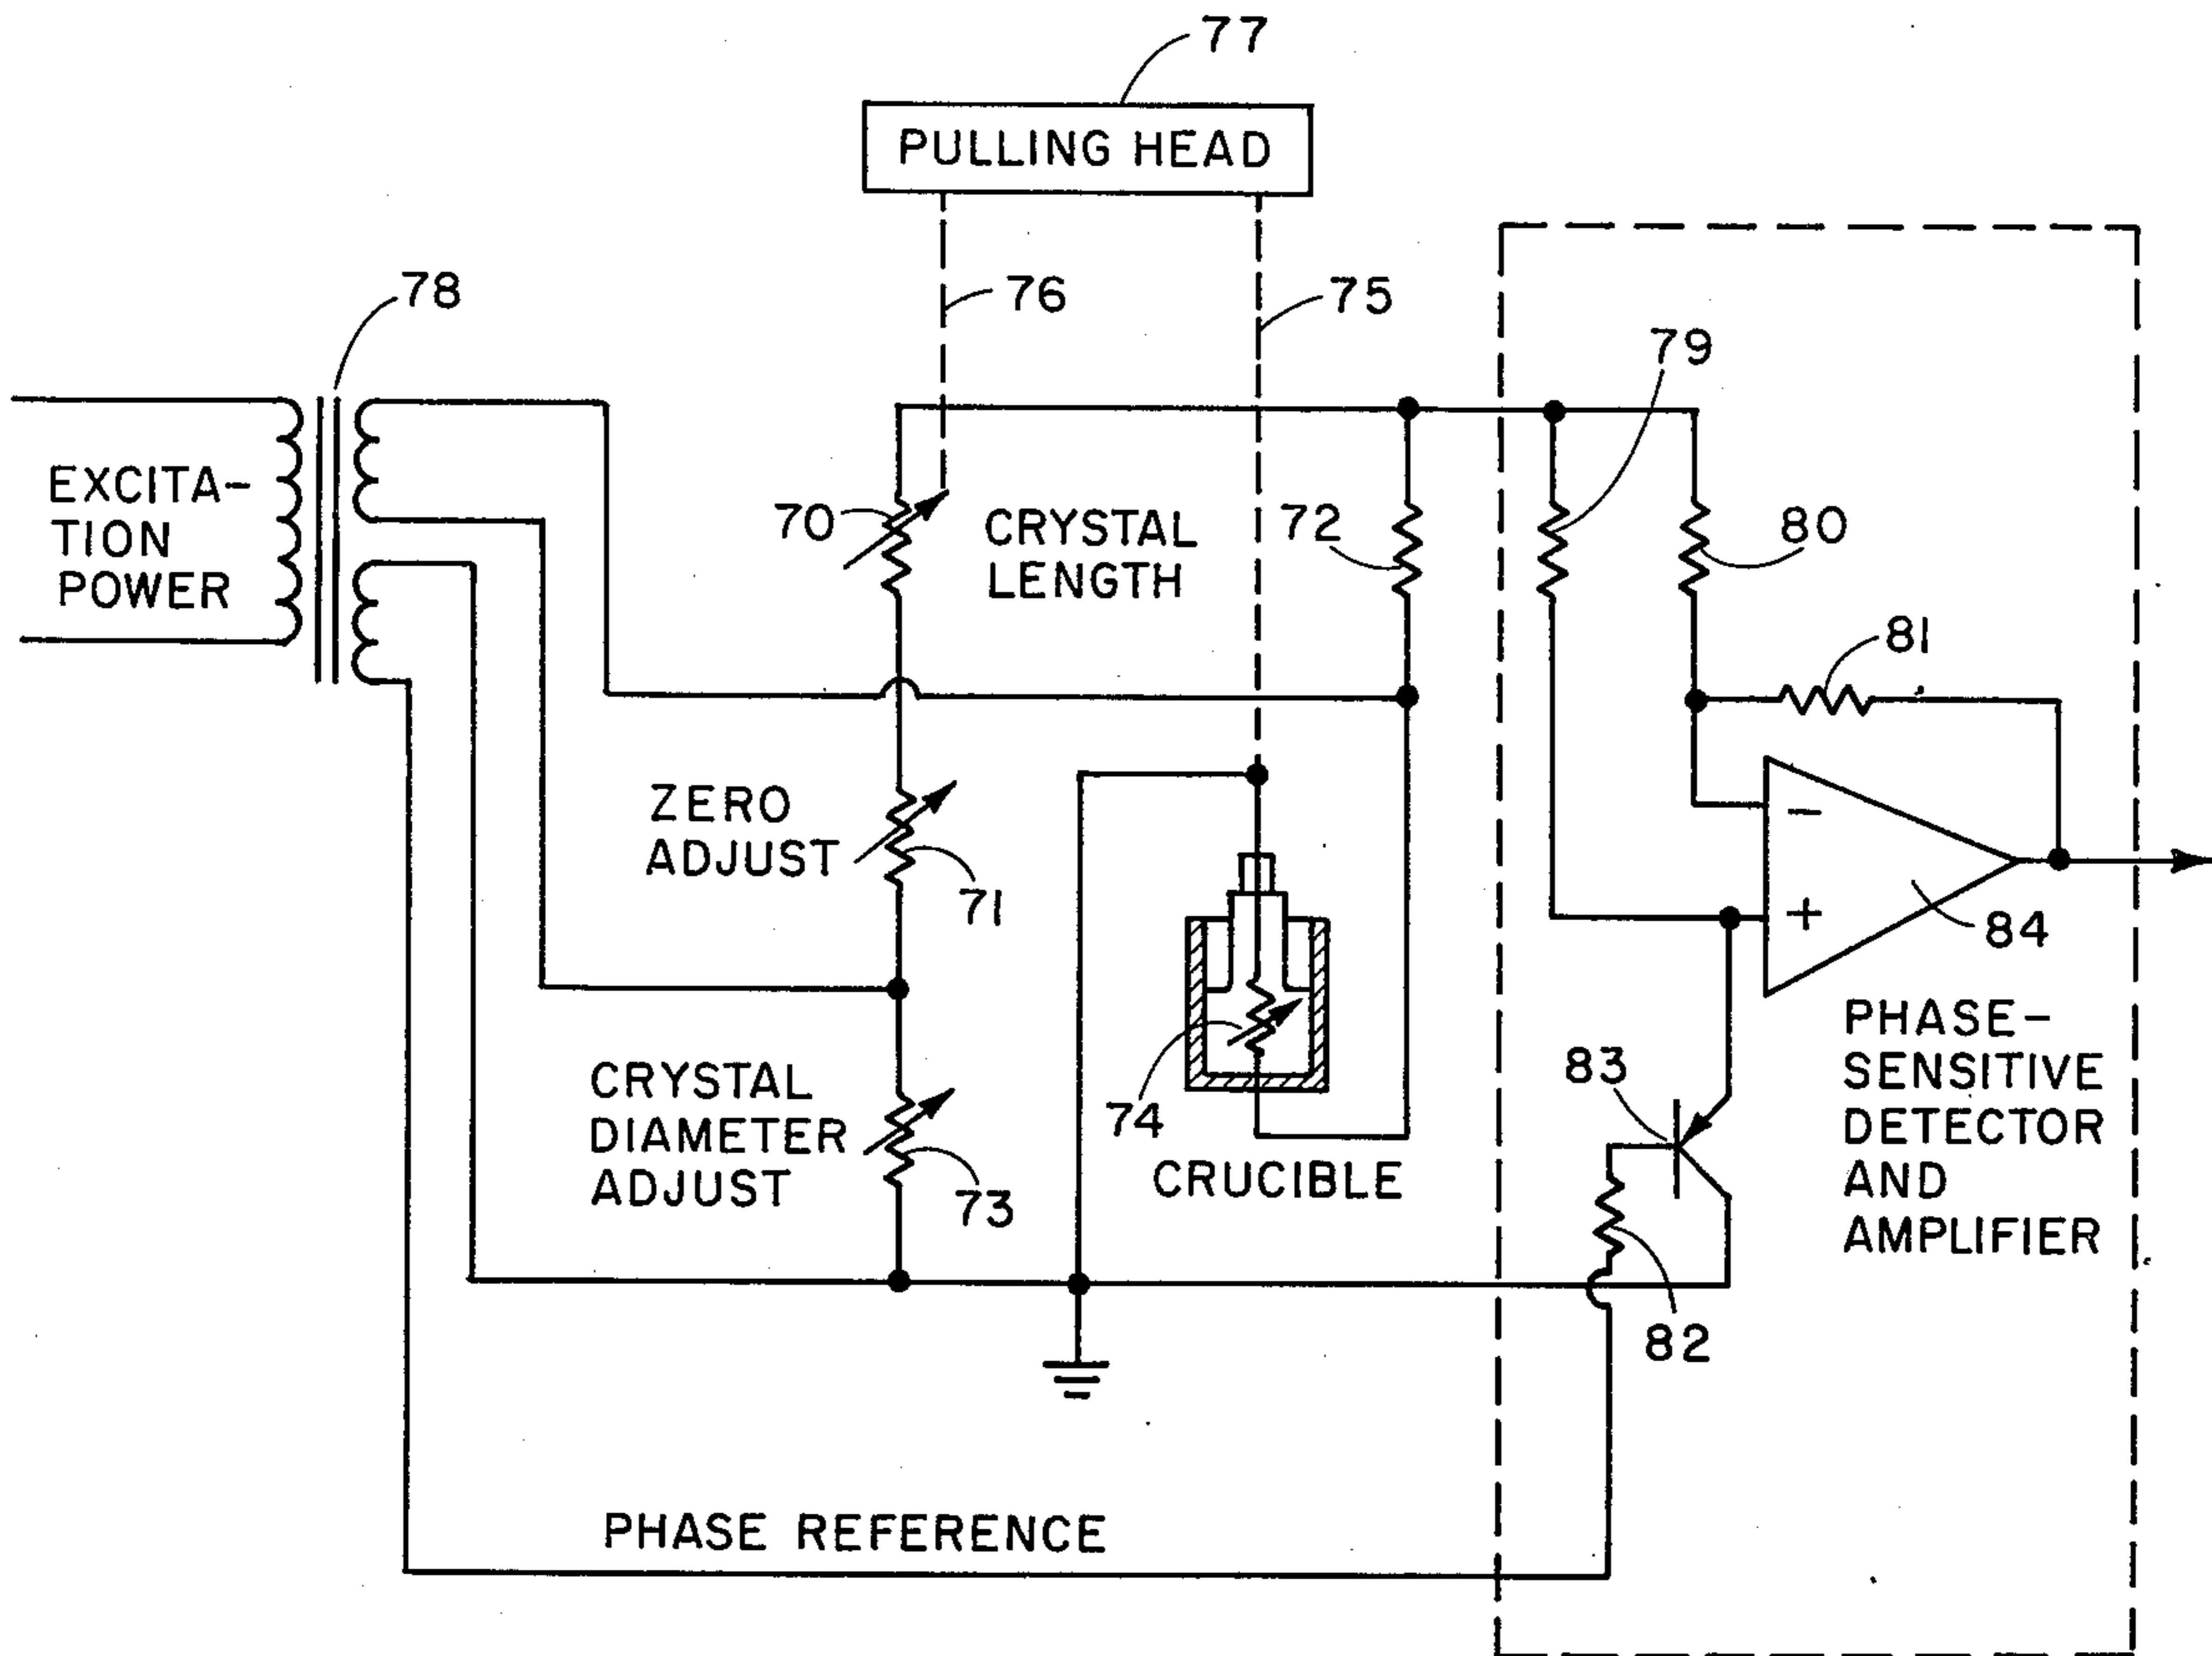 77
PULLING HEAD
78
76
75
79
EXCITA-
TION
POWER
70
CRYSTAL
LENGTH
72
80
81
ZERO
ADJUST
71
-
+
84
CRYSTAL
DIAMETER
ADJUST
73
74
CRUCIBLE
83
82
PHASE-
SENSITIVE
DETECTOR
AND
AMPLIFIER
PHASE REFERENCE